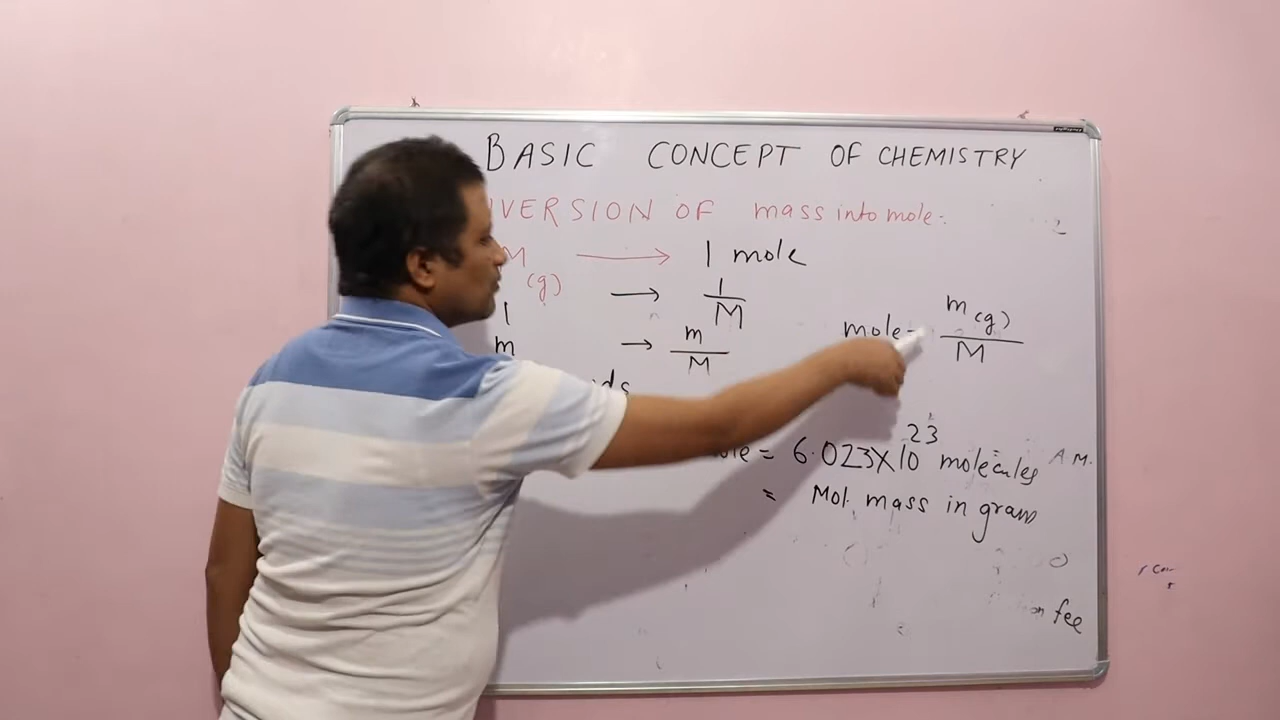 BASIC CONCEPT OF CHEMISTRY
VERSION OF mass into mole:-
M (g) → 1 mole
1 → 1/M
m → m/M
mole = m(g)/M
= 6.023X10^23 molecules A.M.
= Mol. mass in gram
fee